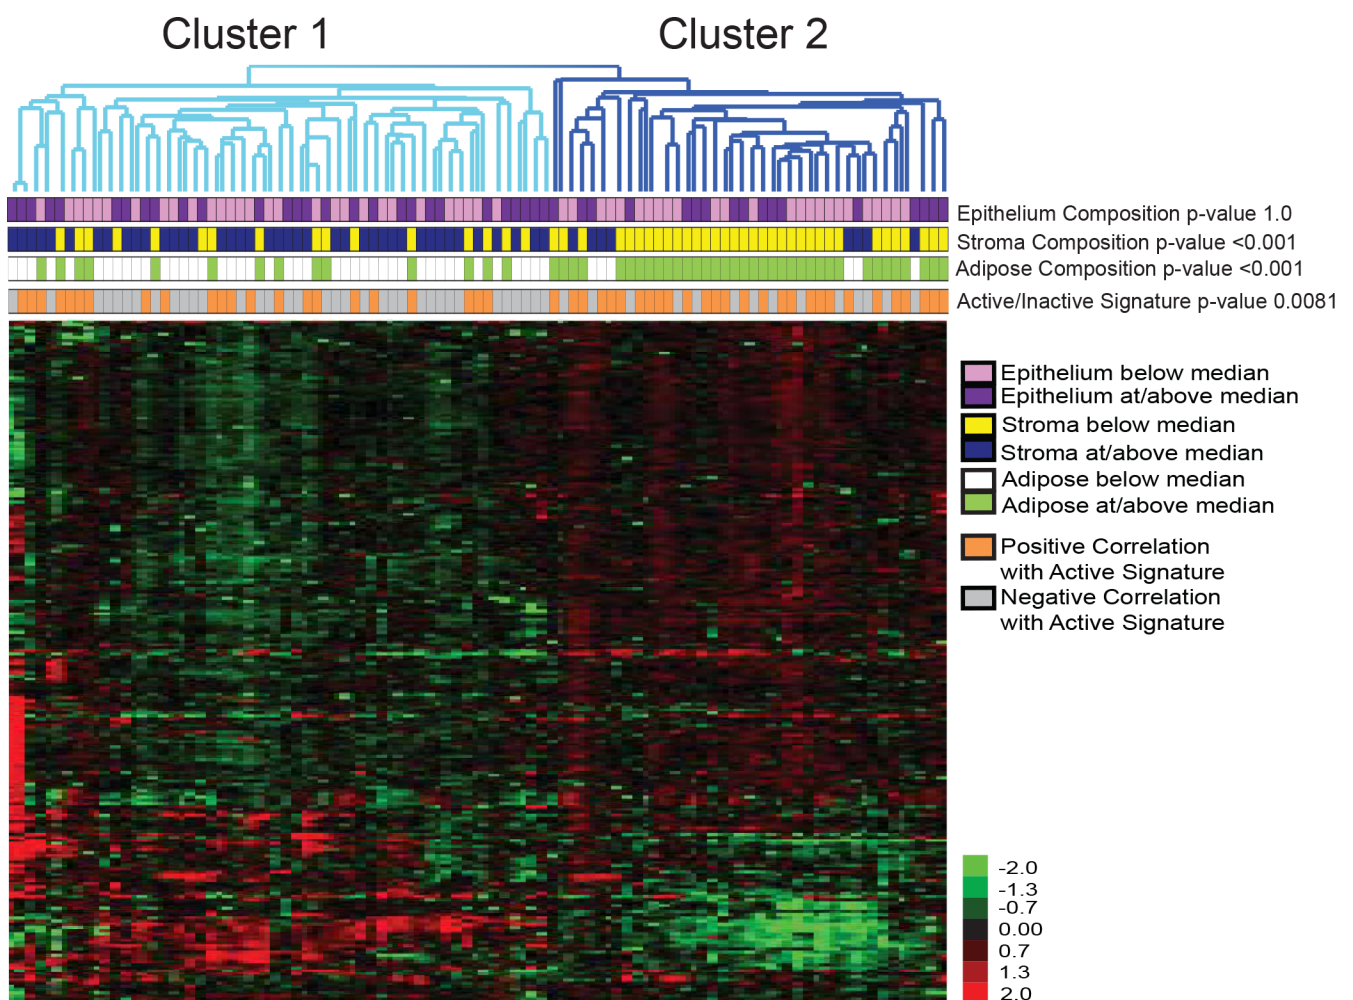 Cluster 1
Cluster 2
Epithelium Composition p-value 1.0
Stroma Composition p-value <0.001
Adipose Composition p-value <0.001
Active/Inactive Signature p-value 0.0081
Epithelium below median
Epithelium at/above median
Stroma below median
Stroma at/above median
Adipose below median
Adipose at/above median
Positive Correlation
with Active Signature
Negative Correlation
with Active Signature
-2.0
-1.3
-0.7
0.00
0.7
1.3
2.0